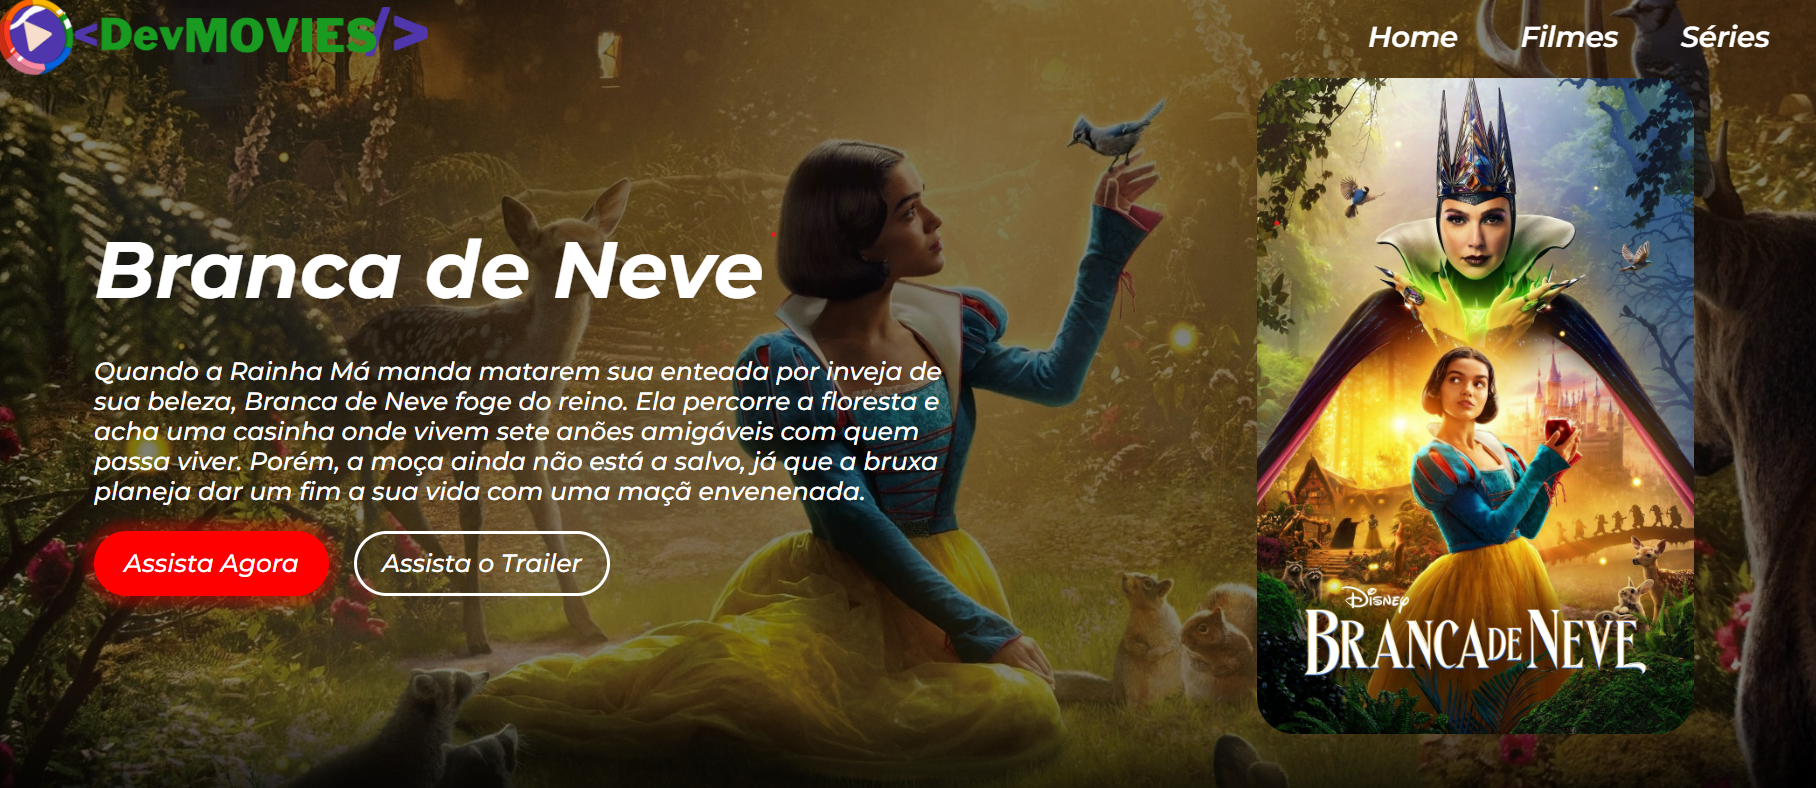 <DevMOVIES/>
Home Filmes Séries
Branca de Neve
Quando a Rainha Má manda matarem sua enteada por inveja de
sua beleza, Branca de Neve foge do reino. Ela percorre a floresta e
acha uma casinha onde vivem sete anões amigáveis com quem
passa viver. Porém, a moça ainda não está a salvo, já que a bruxa
planeja dar um fim a sua vida com uma maçã envenenada.
Assista Agora
Assista o Trailer
Disney
BRANCA DE NEVE